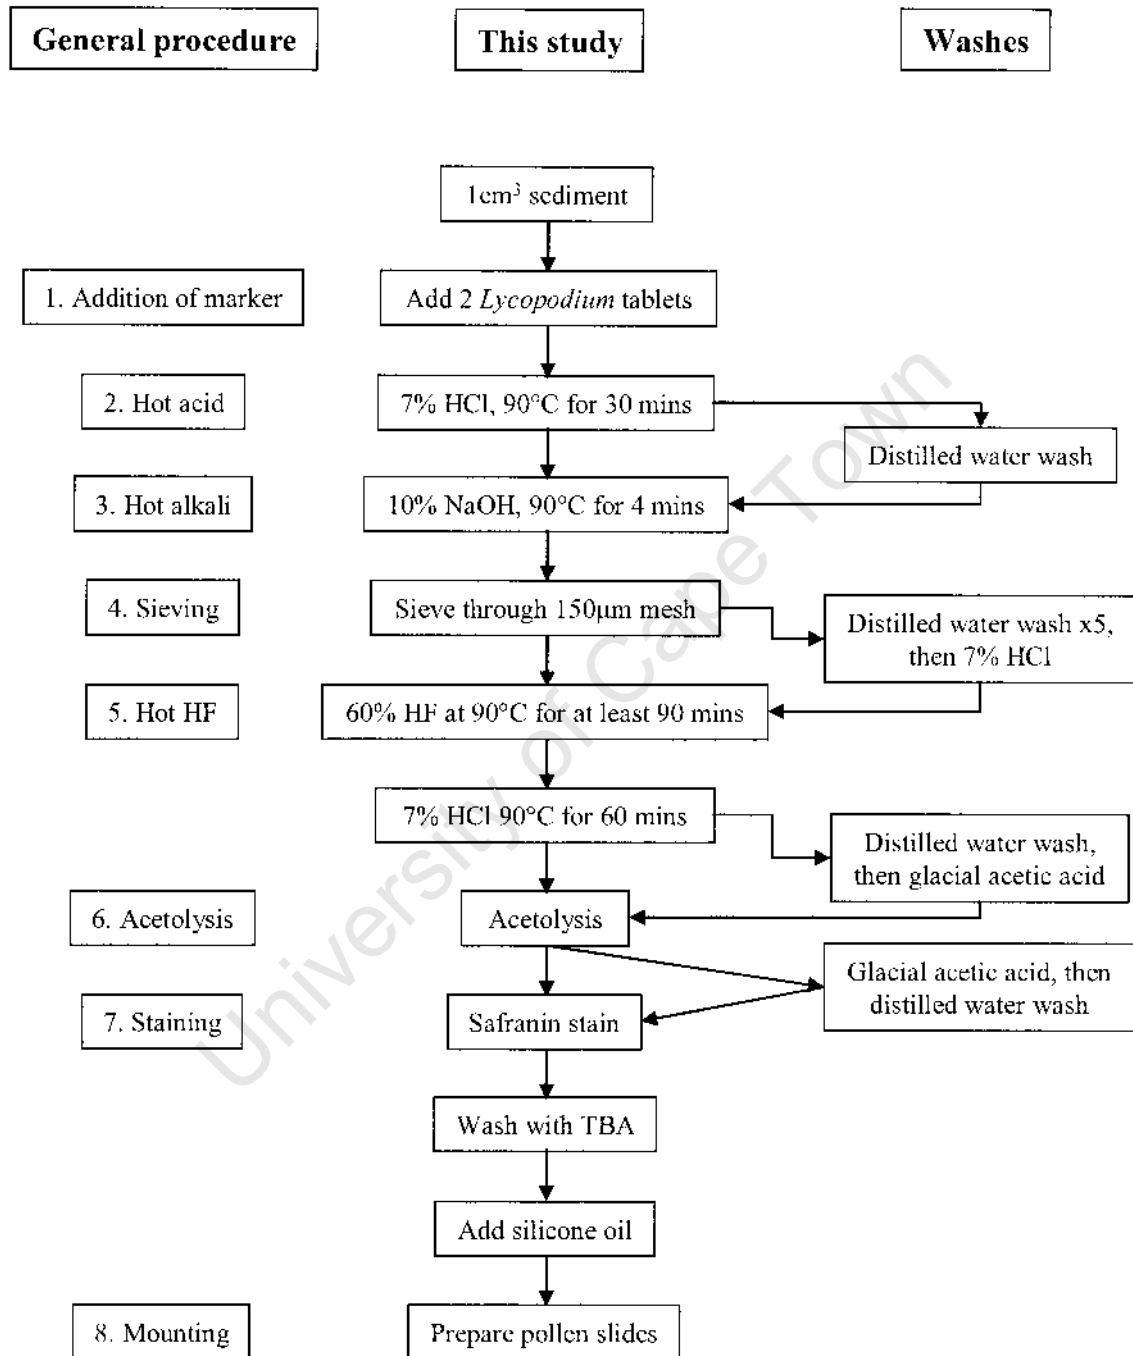 General procedure
This study
Washes
1cm³ sediment
1. Addition of marker
Add 2 Lycopodium tablets
2. Hot acid
7% HCl, 90°C for 30 mins
Distilled water wash
3. Hot alkali
10% NaOH, 90°C for 4 mins
4. Sieving
Sieve through 150µm mesh
Distilled water wash x5,
then 7% HCl
5. Hot HF
60% HF at 90°C for at least 90 mins
7% HCl 90°C for 60 mins
Distilled water wash,
then glacial acetic acid
6. Acetolysis
Acetolysis
Glacial acetic acid, then
distilled water wash
7. Staining
Safranin stain
Wash with TBA
Add silicone oil
8. Mounting
Prepare pollen slides
University of Cape Town